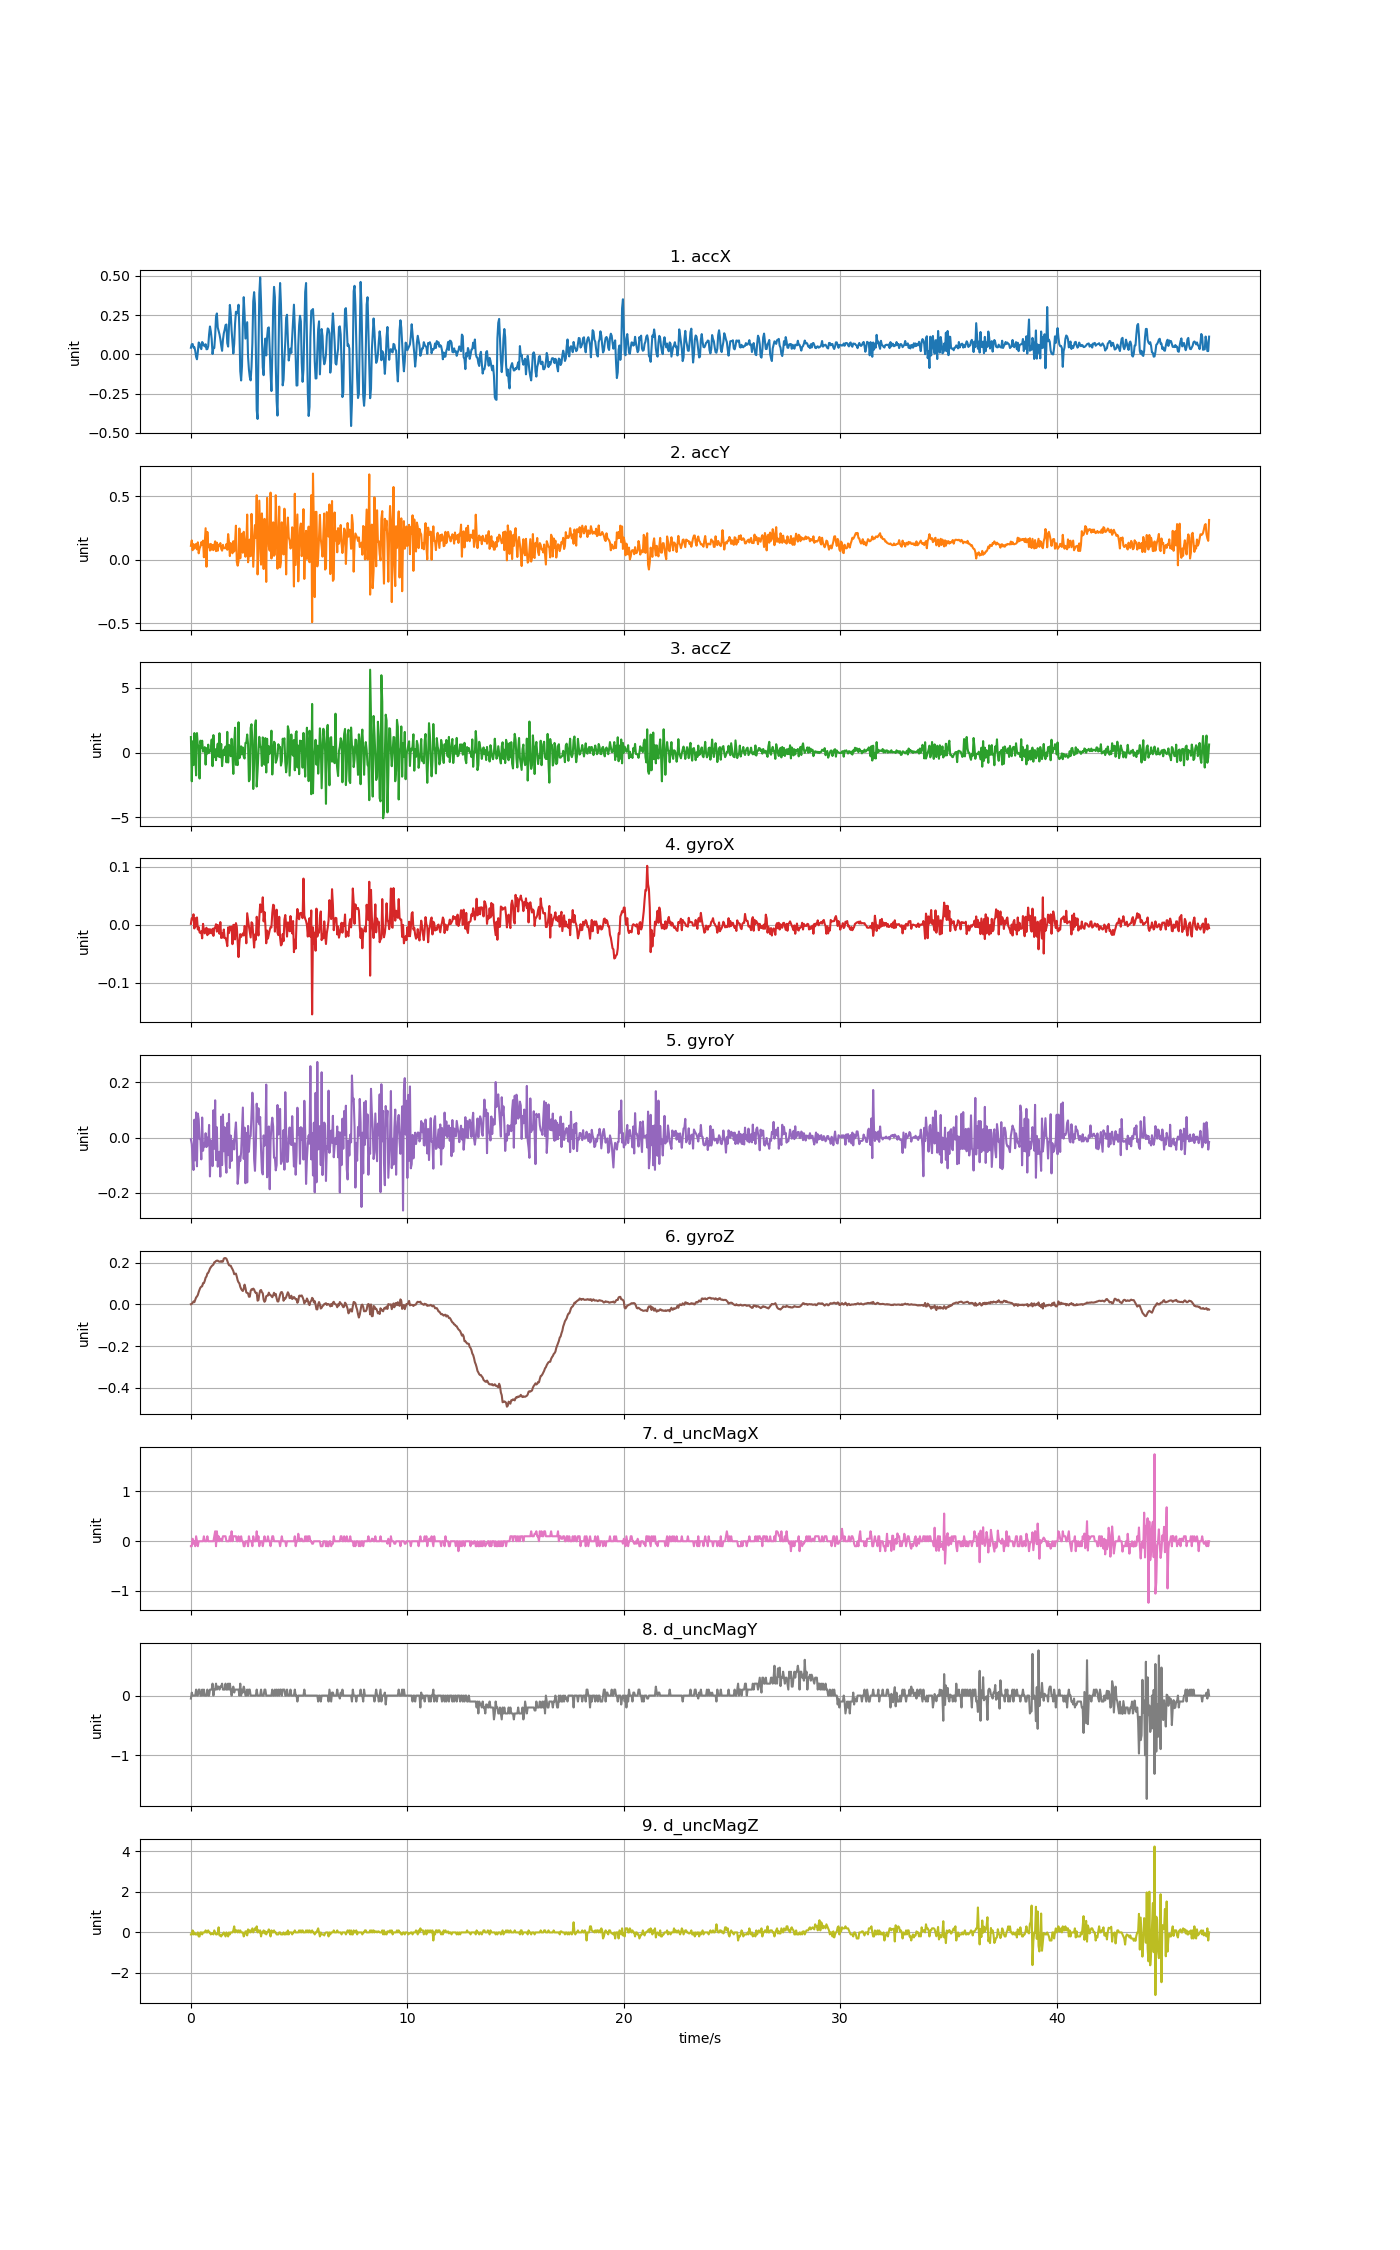 1. accX
0.50
0.25
0.00
−0.25
−0.50
unit
2. accY
0.5
0.0
−0.5
unit
3. accZ
5
0
−5
unit
4. gyroX
0.1
0.0
−0.1
unit
5. gyroY
0.2
0.0
−0.2
unit
6. gyroZ
0.2
0.0
−0.2
−0.4
unit
7. d_uncMagX
1
0
−1
unit
8. d_uncMagY
0
−1
unit
9. d_uncMagZ
4
2
0
−2
unit
0 10 20 30 40
time/s